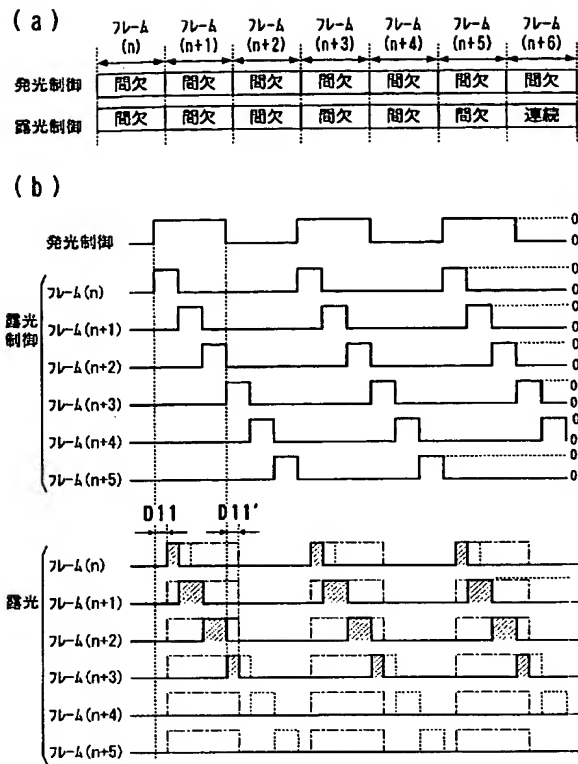 (a)
フレーム フレーム フレーム フレーム フレーム フレーム フレーム
(n) (n+1) (n+2) (n+3) (n+4) (n+5) (n+6)
発光制御 間欠 間欠 間欠 間欠 間欠 間欠 間欠
露光制御 間欠 間欠 間欠 間欠 間欠 間欠 連続
(b)
発光制御
露光
制御
フレーム(n)
フレーム(n+1)
フレーム(n+2)
フレーム(n+3)
フレーム(n+4)
フレーム(n+5)
D11 D11'
露光
フレーム(n)
フレーム(n+1)
フレーム(n+2)
フレーム(n+3)
フレーム(n+4)
フレーム(n+5)